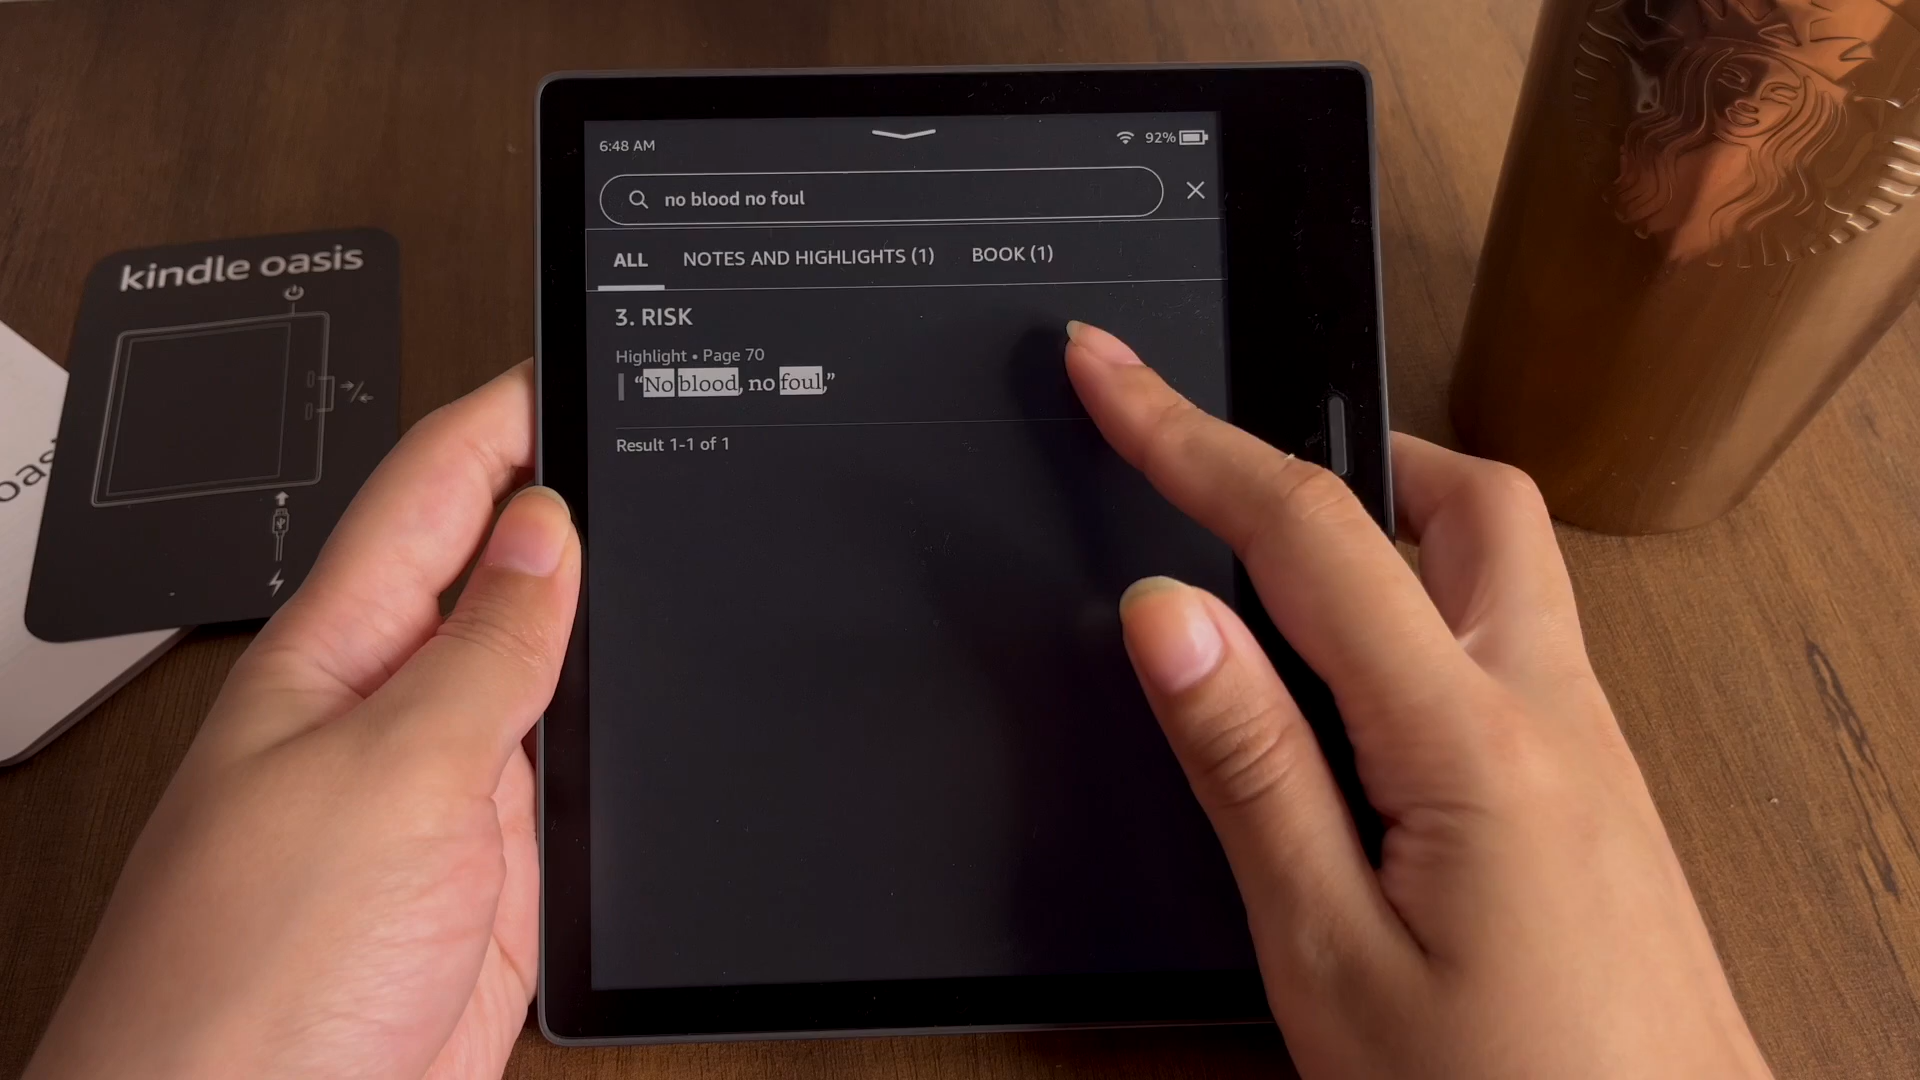 6:48 AM
92%
no blood no foul
ALL NOTES AND HIGHLIGHTS (1) BOOK (1)
3. RISK
Highlight • Page 70
“No blood, no foul,”
Result 1-1 of 1
kindle oasis
oas